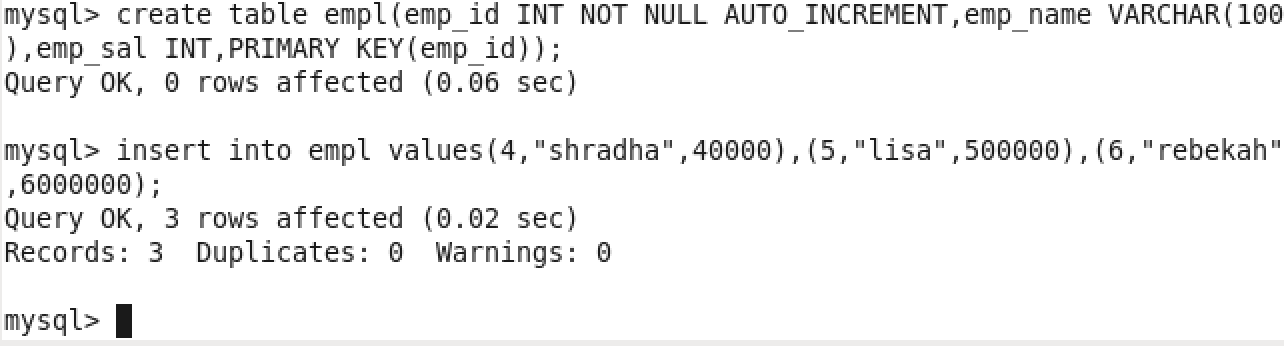 mysql> create table empl(emp_id INT NOT NULL AUTO_INCREMENT,emp_name VARCHAR(100
),emp_sal INT,PRIMARY KEY(emp_id));
Query OK, 0 rows affected (0.06 sec)
mysql> insert into empl values(4,"shradha",40000),(5,"lisa",500000),(6,"rebekah"
,6000000);
Query OK, 3 rows affected (0.02 sec)
Records: 3  Duplicates: 0  Warnings: 0
mysql>